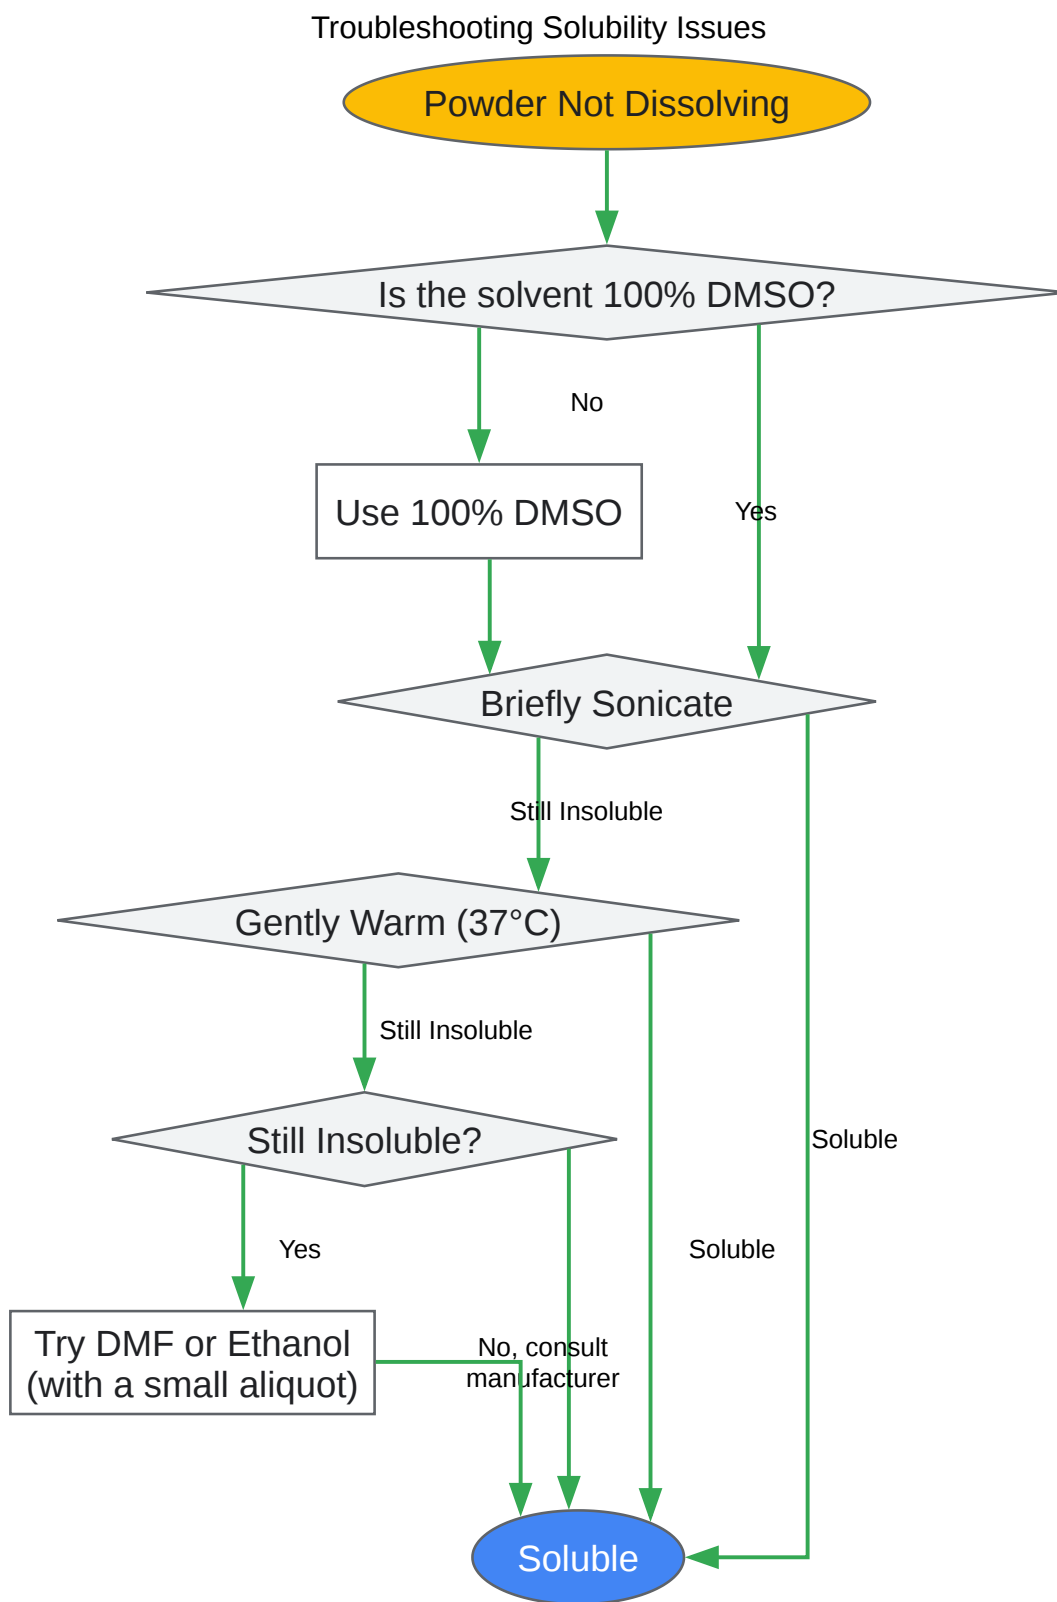 Troubleshooting Solubility Issues
Powder Not Dissolving
Is the solvent 100% DMSO?
No
Use 100% DMSO
Yes
Briefly Sonicate
Still Insoluble
Gently Warm (37°C)
Still Insoluble
Still Insoluble?
Soluble
Yes
Soluble
Try DMF or Ethanol
(with a small aliquot)
No, consult
manufacturer
Soluble